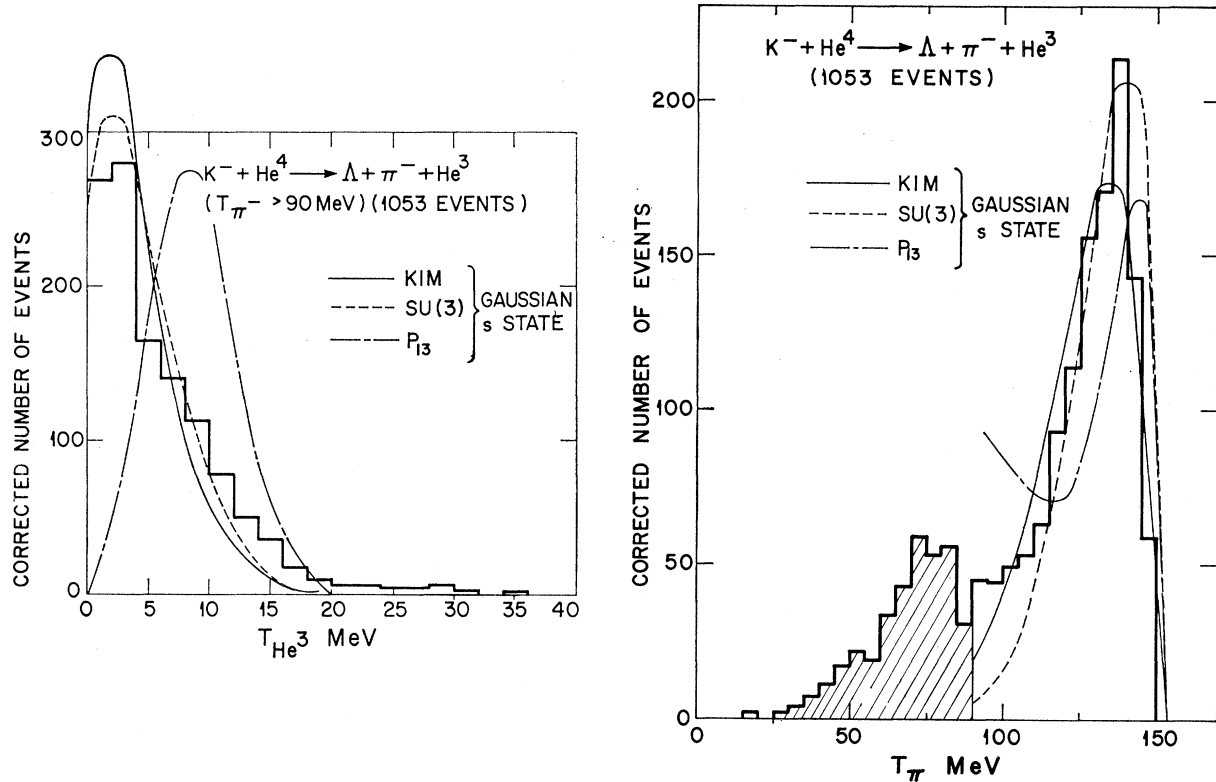 K⁻ + He⁴ ⟶ Λ + π⁻ + He³
(Tπ⁻ > 90 MeV) (1053 EVENTS)
KIM
SU(3)
P₁₃
GAUSSIAN
s STATE
CORRECTED NUMBER OF EVENTS
300
200
100
0
0 5 10 15 20 25 30 35 40
T_He³ MeV
K⁻ + He⁴ ⟶ Λ + π⁻ + He³
(1053 EVENTS)
KIM
SU(3)
P₁₃
GAUSSIAN
s STATE
CORRECTED NUMBER OF EVENTS
200
150
100
50
0
0 50 100 150
T_π MeV